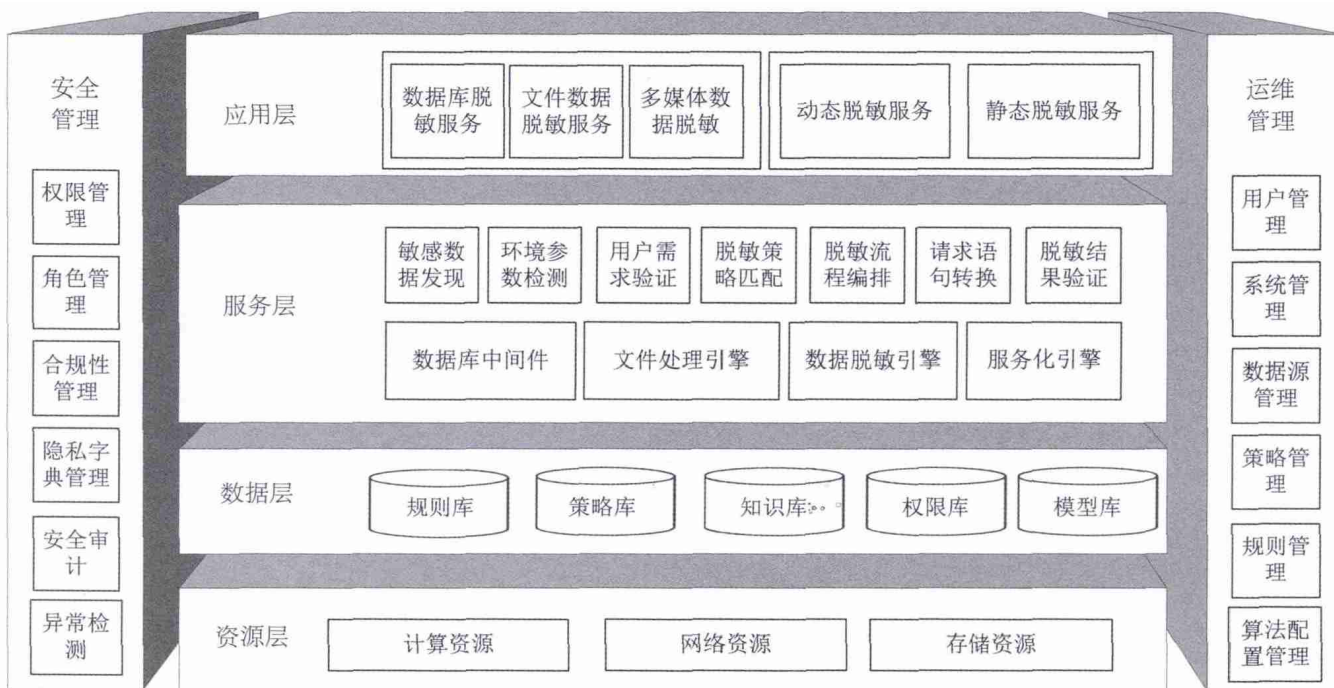 安全
管理
权限管
理
角色管
理
合规性
管理
隐私字
典管理
安全审
计
异常检
测
应用层
数据库脱
敏服务
文件数据
脱敏服务
多媒体数
据脱敏
动态脱敏服务
静态脱敏服务
服务层
敏感数
据发现
环境参
数检测
用户需
求验证
脱敏策
略匹配
脱敏流
程编排
请求语
句转换
脱敏结
果验证
数据库中间件
文件处理引擎
数据脱敏引擎
服务化引擎
数据层
规则库
策略库
知识库
权限库
模型库
资源层
计算资源
网络资源
存储资源
运维
管理
用户管
理
系统管
理
数据源
管理
策略管
理
规则管
理
算法配
置管理